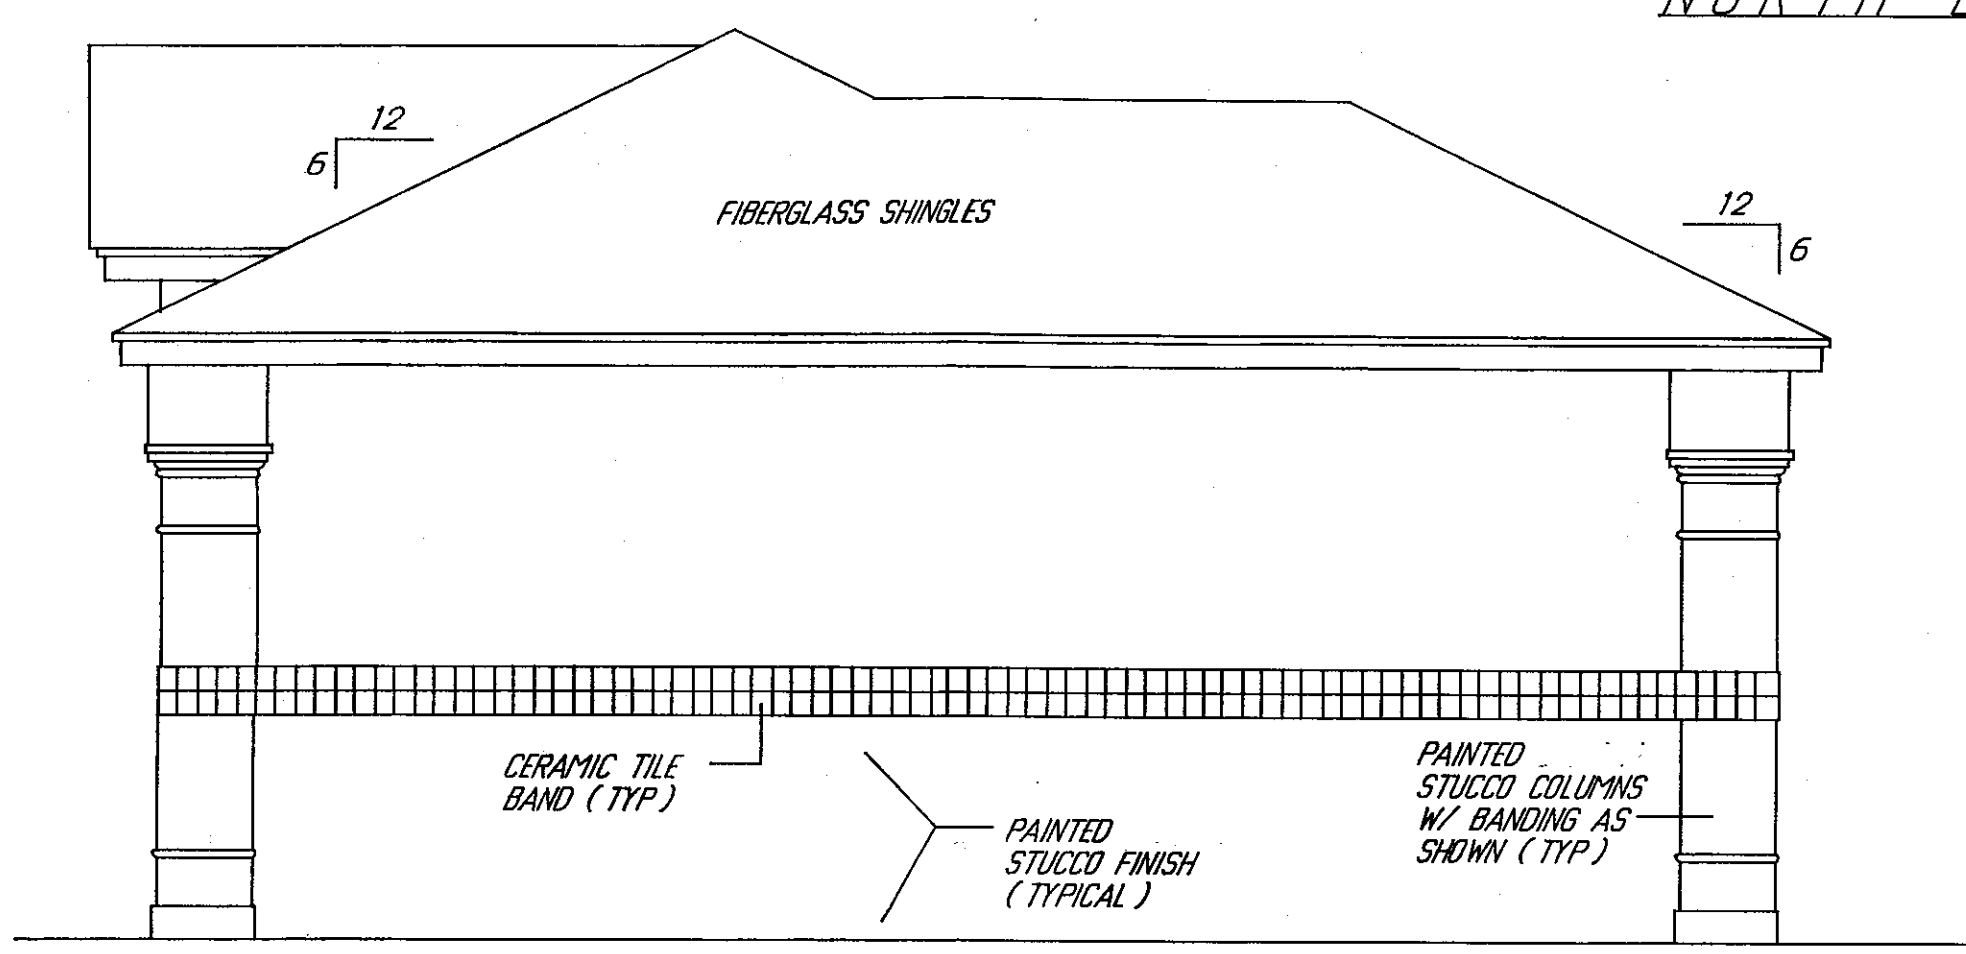 NORTH
12
6
12
6
FIBERGLASS SHINGLES
CERAMIC TILE
BAND (TYP)
PAINTED
STUCCO FINISH
(TYPICAL)
PAINTED
STUCCO COLUMNS
W/ BANDING AS
SHOWN (TYP)